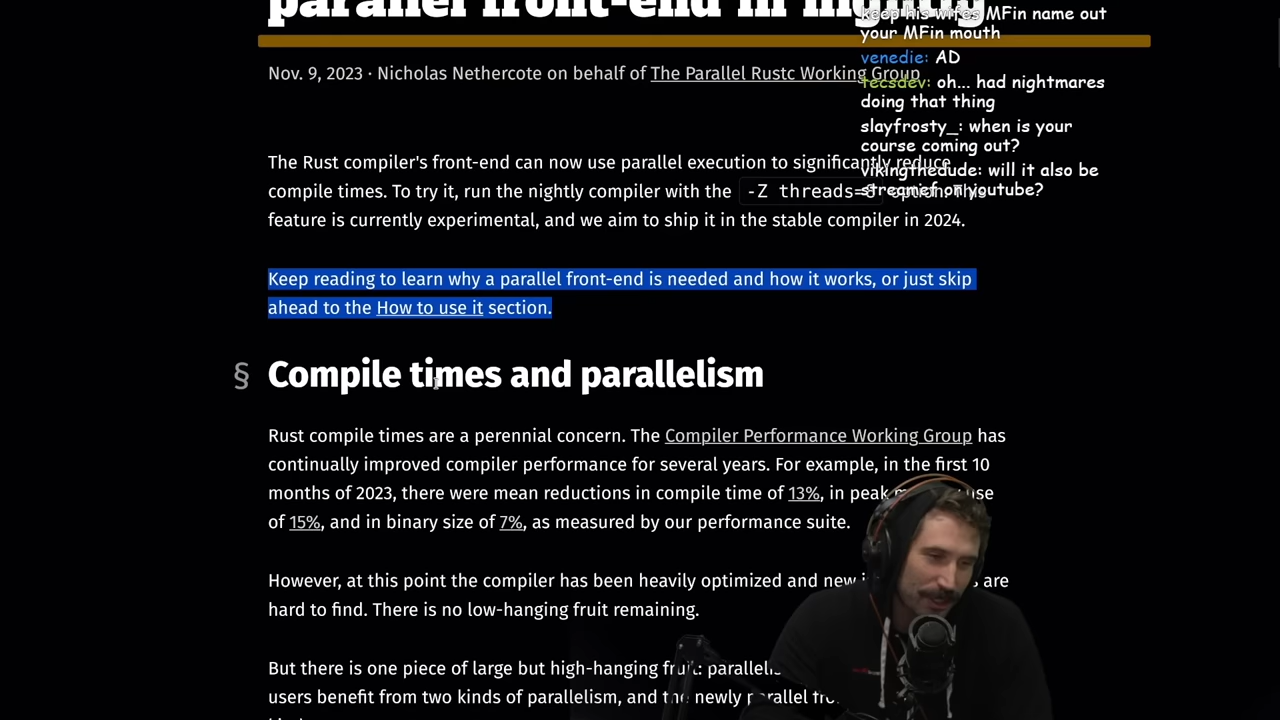 parallel front-end in nightly
Nov. 9, 2023 · Nicholas Nethercote on behalf of The Parallel Rustc Working Group
The Rust compiler's front-end can now use parallel execution to significantly reduce
compile times. To try it, run the nightly compiler with the -Z threads=8 option. This
feature is currently experimental, and we aim to ship it in the stable compiler in 2024.
Keep reading to learn why a parallel front-end is needed and how it works, or just skip
ahead to the How to use it section.
§ Compile times and parallelism
Rust compile times are a perennial concern. The Compiler Performance Working Group has
continually improved compiler performance for several years. For example, in the first 10
months of 2023, there were mean reductions in compile time of 13%, in peak use
of 15%, and in binary size of 7%, as measured by our performance suite.
However, at this point the compiler has been heavily optimized and new are
hard to find. There is no low-hanging fruit remaining.
But there is one piece of large but high-hanging fruit:
users benefit from two kinds of parallelism, and the newly parallel
keep his wifes MFin name out
your MFin mouth
venedie: AD
tecsdev: oh... had nightmares
doing that thing
slayfrosty_: when is your
course coming out?
vikingthedude: will it also be
streamed on youtube?